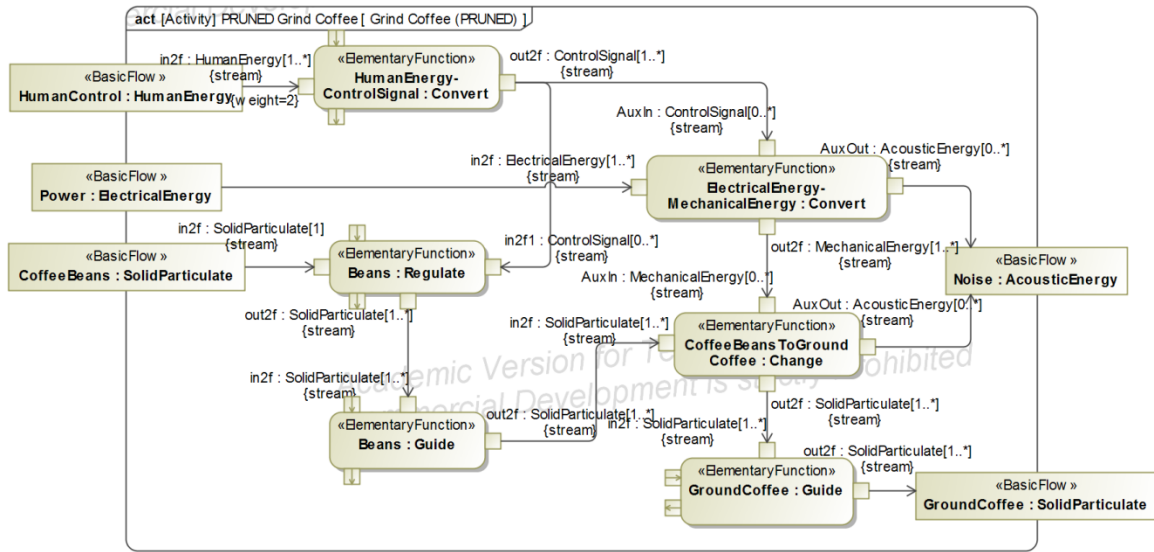 act [Activity] PRUNED Grind Coffee [ Grind Coffee (PRUNED) ]
in2f : HumanEnergy[1..*]
{stream}
«BasicFlow»
HumanControl : HumanEnergy
{weight=2}
«ElementaryFunction»
HumanEnergy-
ControlSignal : Convert
out2f : ControlSignal[1..*]
{stream}
AuxIn : ControlSignal[0..*]
{stream}
in2f : ElectricalEnergy[1..*]
{stream}
«BasicFlow»
Power : ElectricalEnergy
«ElementaryFunction»
ElectricalEnergy-
MechanicalEnergy : Convert
AuxOut : AcousticEnergy[0..*]
{stream}
in2f : SolidParticulate[1]
{stream}
«BasicFlow»
CoffeeBeans : SolidParticulate
«ElementaryFunction»
Beans : Regulate
in2f1 : ControlSignal[0..*]
{stream}
out2f : MechanicalEnergy[1..*]
{stream}
AuxIn : MechanicalEnergy[0..*]
{stream}
«BasicFlow»
Noise : AcousticEnergy
AuxOut : AcousticEnergy[0..*]
{stream}
out2f : SolidParticulate[1..*]
{stream}
in2f : SolidParticulate[1..*]
{stream}
«ElementaryFunction»
CoffeeBeansToGround
Coffee : Change
Academic Version for
in2f : SolidParticulate[1..*]
{stream}
«ElementaryFunction»
Beans : Guide
out2f : SolidParticulate[1..*]
{stream}
out2f : SolidParticulate[1..*]
{stream}
in2f : SolidParticulate[1..*]
{stream}
«ElementaryFunction»
GroundCoffee : Guide
out2f : SolidParticulate[1..*]
{stream}
«BasicFlow»
GroundCoffee : SolidParticulate
Development is